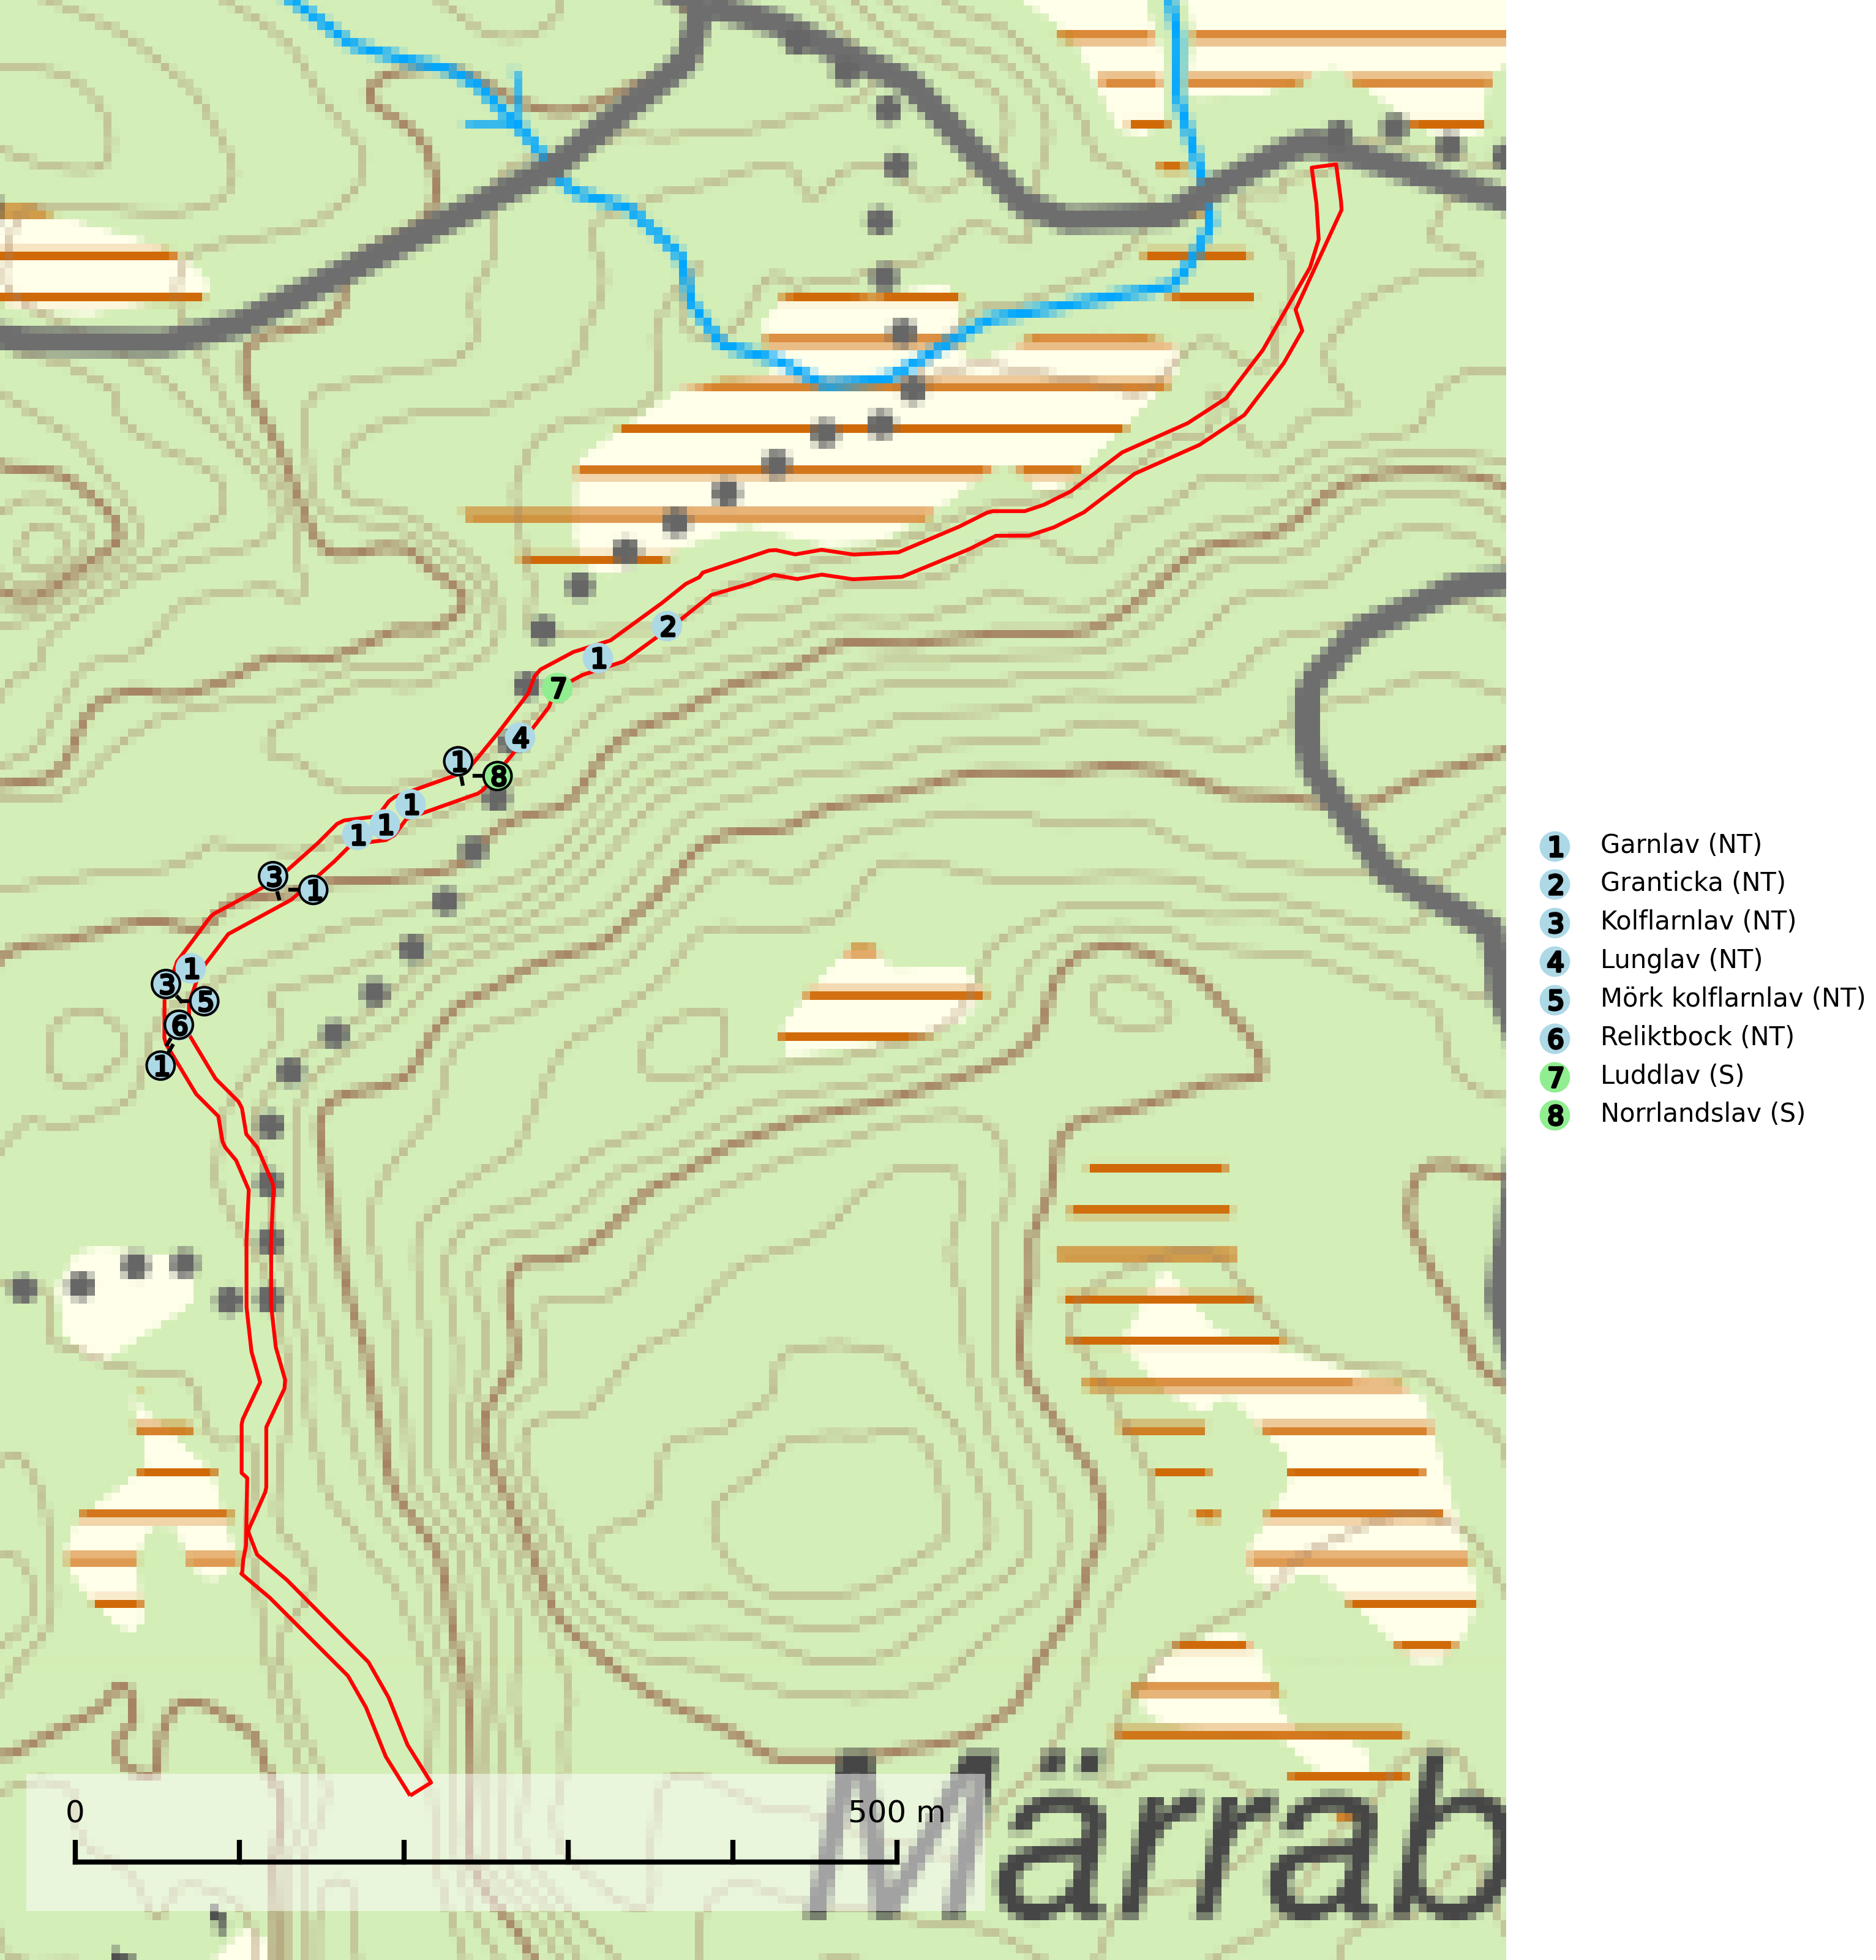 2
1
7
4
1
8
1
1
1
3
1
1
3
5
6
1
1 Garnlav (NT)
2 Granticka (NT)
3 Kolflarnlav (NT)
4 Lunglav (NT)
5 Mörk kolflarnlav (NT)
6 Reliktbock (NT)
7 Luddlav (S)
8 Norrlandslav (S)
Märrab
0 500 m